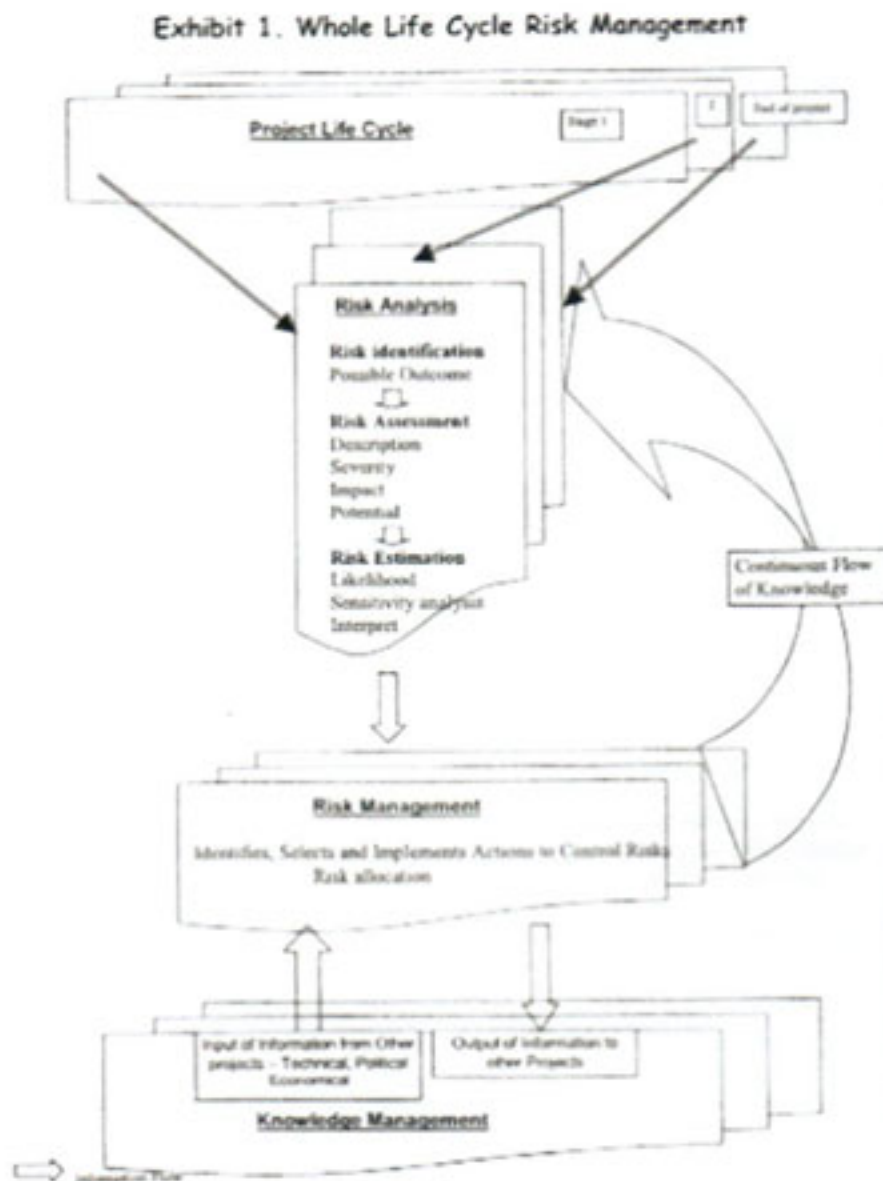 Exhibit 1. Whole Life Cycle Risk Management
Project Life Cycle
Stage 1
2
End of project
Risk Analysis
Risk identification
Possible Outcome
Risk Assessment
Description
Severity
Impact
Potential
Risk Estimation
Likelihood
Sensitivity analysis
Interpret
Continuous Flow
of Knowledge
Risk Management
Identifies, Selects and Implements Actions to Control Risks
Risk allocation
Input of Information from Other
projects – Technical, Political
Economical
Output of Information to
other Projects
Knowledge Management